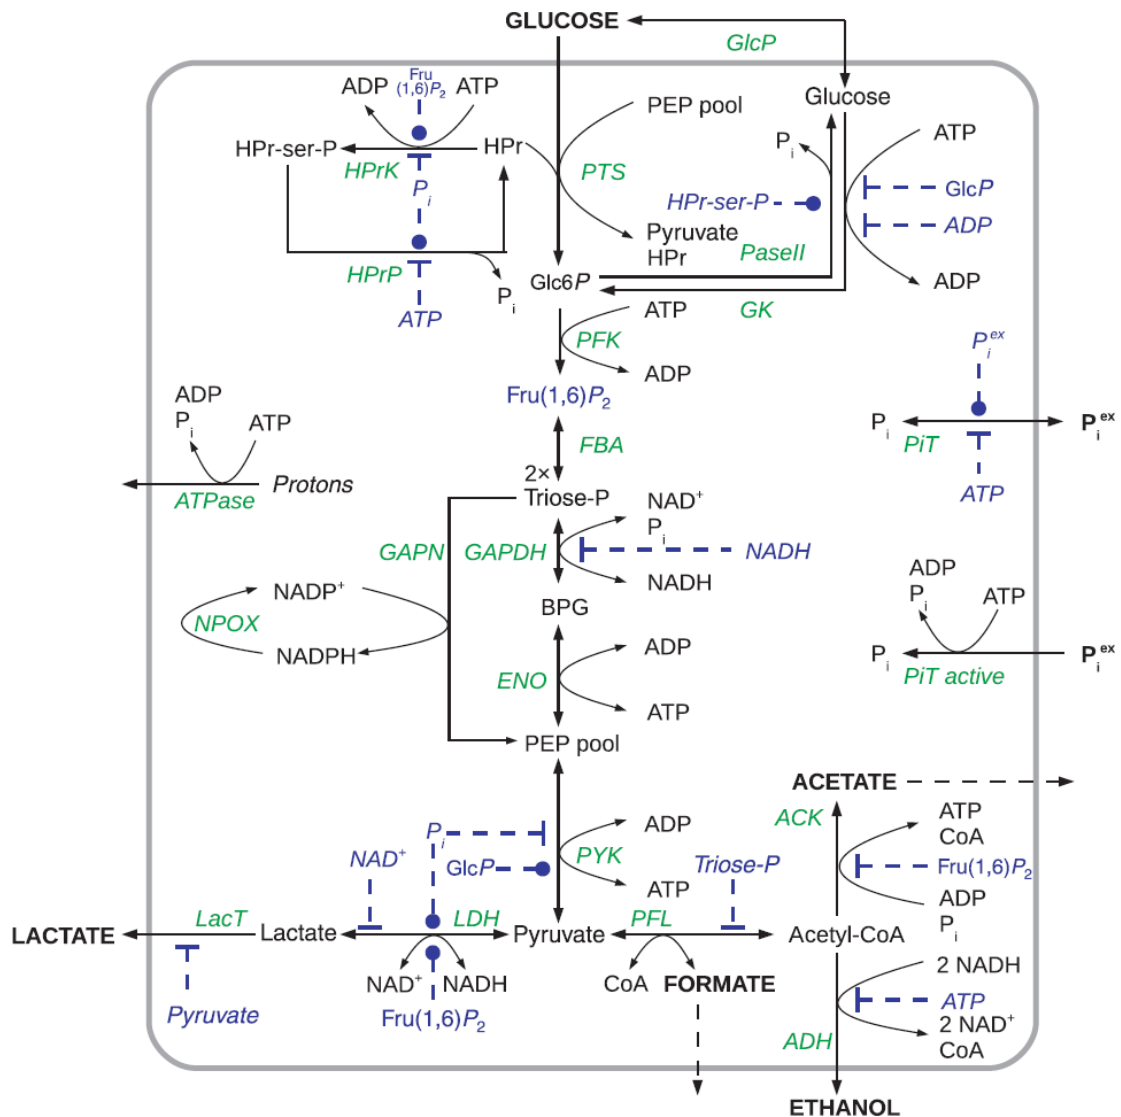 GLUCOSE
GlcP
ADP
Fru
(1,6)P2
ATP
Glucose
PEP pool
ATP
HPr-ser-P
HPr
Pi
HPrK
PTS
Pi
HPr-ser-P
GlcP
ADP
Pyruvate
HPr
PaseII
HPrP
Pi
Glc6P
ADP
ATP
GK
ATP
PFK
ADP
Pi ex
Fru(1,6)P2
ADP
Pi
ATP
Pi
PiT
Pi ex
FBA
2×
Triose-P
ATPase
Protons
ATP
NAD+
Pi
GAPN
GAPDH
NADH
NADH
ADP
Pi
ATP
NADP+
BPG
NPOX
NADPH
ADP
Pi
Pi ex
PiT active
ENO
ATP
PEP pool
ACETATE
ACK
ATP
CoA
Pi
ADP
NAD+
GlcP
PYK
ATP
Triose-P
Fru(1,6)P2
ADP
Pi
LacT
LDH
PFL
LACTATE
Lactate
Pyruvate
Acetyl-CoA
NAD+
NADH
CoA
FORMATE
2 NADH
Pyruvate
Fru(1,6)P2
ATP
2 NAD+
CoA
ADH
ETHANOL